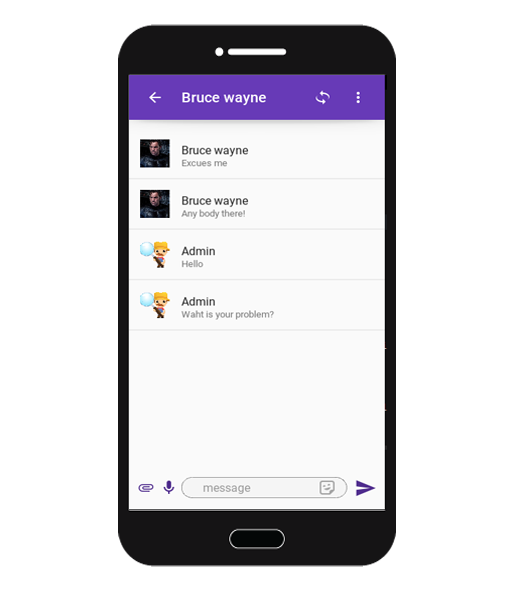 Bruce wayne
Bruce wayne
Excues me
Bruce wayne
Any body there!
Admin
Hello
Admin
Waht is your problem?
message